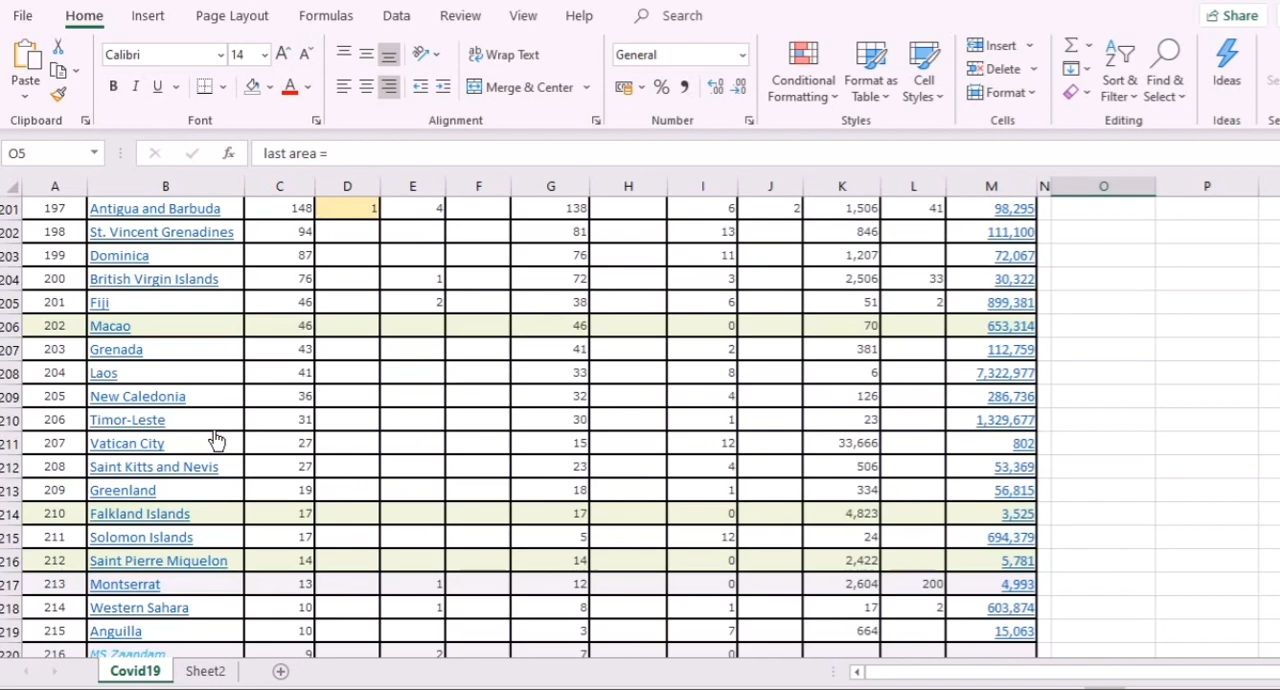 File Home Insert Page Layout Formulas Data Review View Help Search Share
Calibri 14 A A Wrap Text General Insert Σ
Paste B I U A Merge & Center % Conditional Formatting Format as Table Cell Styles Delete Format Sort & Filter Find & Select Ideas
Clipboard Font Alignment Number Styles Cells Editing Ideas
O5 fx last area =
A B C D E F G H I J K L M N O P
201 197 Antigua and Barbuda 148 1 4 138 6 2 1,506 41 98,295
202 198 St. Vincent Grenadines 94 81 13 846 111,100
203 199 Dominica 87 76 11 1,207 72,067
204 200 British Virgin Islands 76 1 72 3 2,506 33 30,322
205 201 Fiji 46 2 38 6 51 2 899,381
206 202 Macao 46 46 0 70 653,314
207 203 Grenada 43 41 2 381 112,759
208 204 Laos 41 33 8 6 7,322,977
209 205 New Caledonia 36 32 4 126 286,736
210 206 Timor-Leste 31 30 1 23 1,329,677
211 207 Vatican City 27 15 12 33,666 802
212 208 Saint Kitts and Nevis 27 23 4 506 53,369
213 209 Greenland 19 18 1 334 56,815
214 210 Falkland Islands 17 17 0 4,823 3,525
215 211 Solomon Islands 17 5 12 24 694,379
216 212 Saint Pierre Miquelon 14 14 0 2,422 5,781
217 213 Montserrat 13 1 12 0 2,604 200 4,993
218 214 Western Sahara 10 1 8 1 17 2 603,874
219 215 Anguilla 10 3 7 664 15,063
220 216 MS Zaandam 9 2 7 0
Covid19 Sheet2